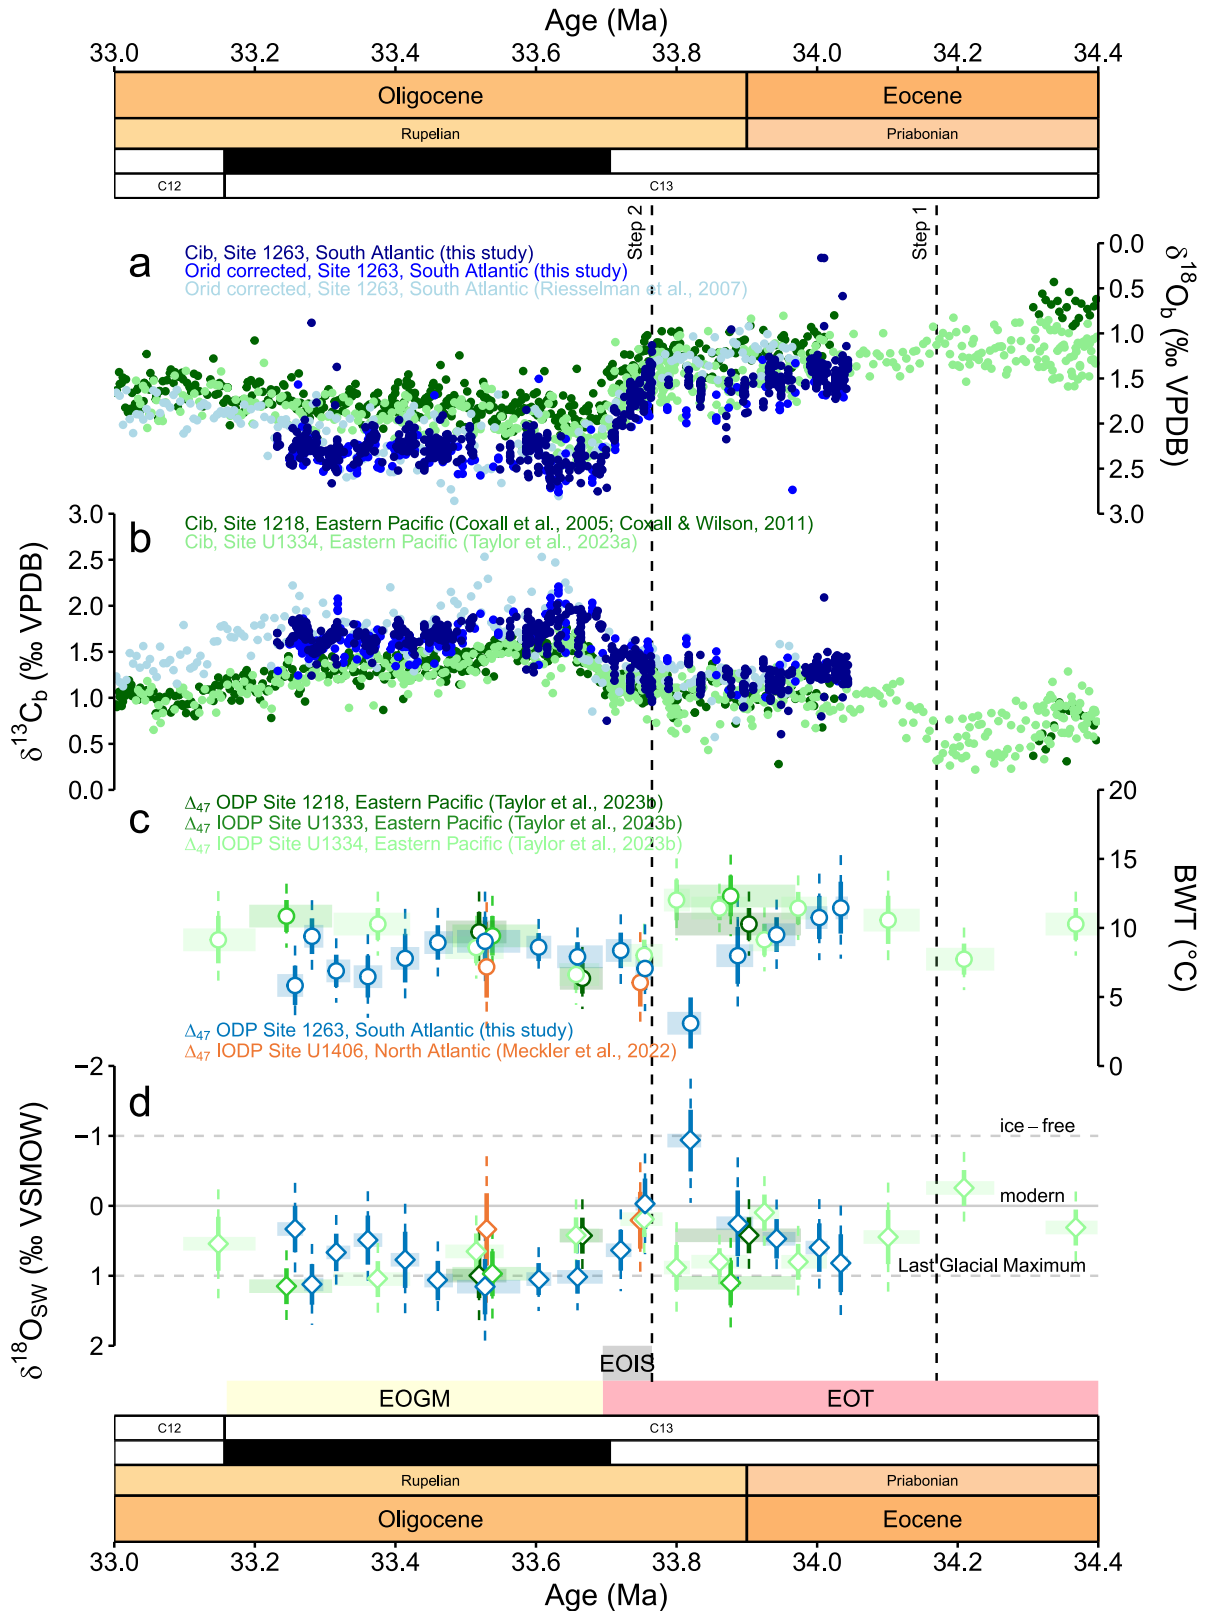 Age (Ma)
33.0 33.2 33.4 33.6 33.8 34.0 34.2 34.4
Oligocene Eocene
Rupelian Priabonian
C12 C13
Step 2 Step 1
a
Cib, Site 1263, South Atlantic (this study)
Orid corrected, Site 1263, South Atlantic (this study)
Orid corrected, Site 1263, South Atlantic (Riesselman et al., 2007)
0.0
0.5
1.0
1.5
2.0
2.5
3.0
δ¹⁸O_b (‰ VPDB)
b
Cib, Site 1218, Eastern Pacific (Coxall et al., 2005; Coxall & Wilson, 2011)
Cib, Site U1334, Eastern Pacific (Taylor et al., 2023a)
3.0
2.5
2.0
1.5
1.0
0.5
0.0
δ¹³C_b (‰ VPDB)
c
Δ₄₇ ODP Site 1218, Eastern Pacific (Taylor et al., 2023b)
Δ₄₇ IODP Site U1333, Eastern Pacific (Taylor et al., 2023b)
Δ₄₇ IODP Site U1334, Eastern Pacific (Taylor et al., 2023b)
20
15
10
5
0
BWT (°C)
Δ₄₇ ODP Site 1263, South Atlantic (this study)
Δ₄₇ IODP Site U1406, North Atlantic (Meckler et al., 2022)
d
−2
−1
0
1
2
δ¹⁸O_SW (‰ VSMOW)
ice – free
modern
Last Glacial Maximum
EOIS
EOGM EOT
C12 C13
Rupelian Priabonian
Oligocene Eocene
33.0 33.2 33.4 33.6 33.8 34.0 34.2 34.4
Age (Ma)